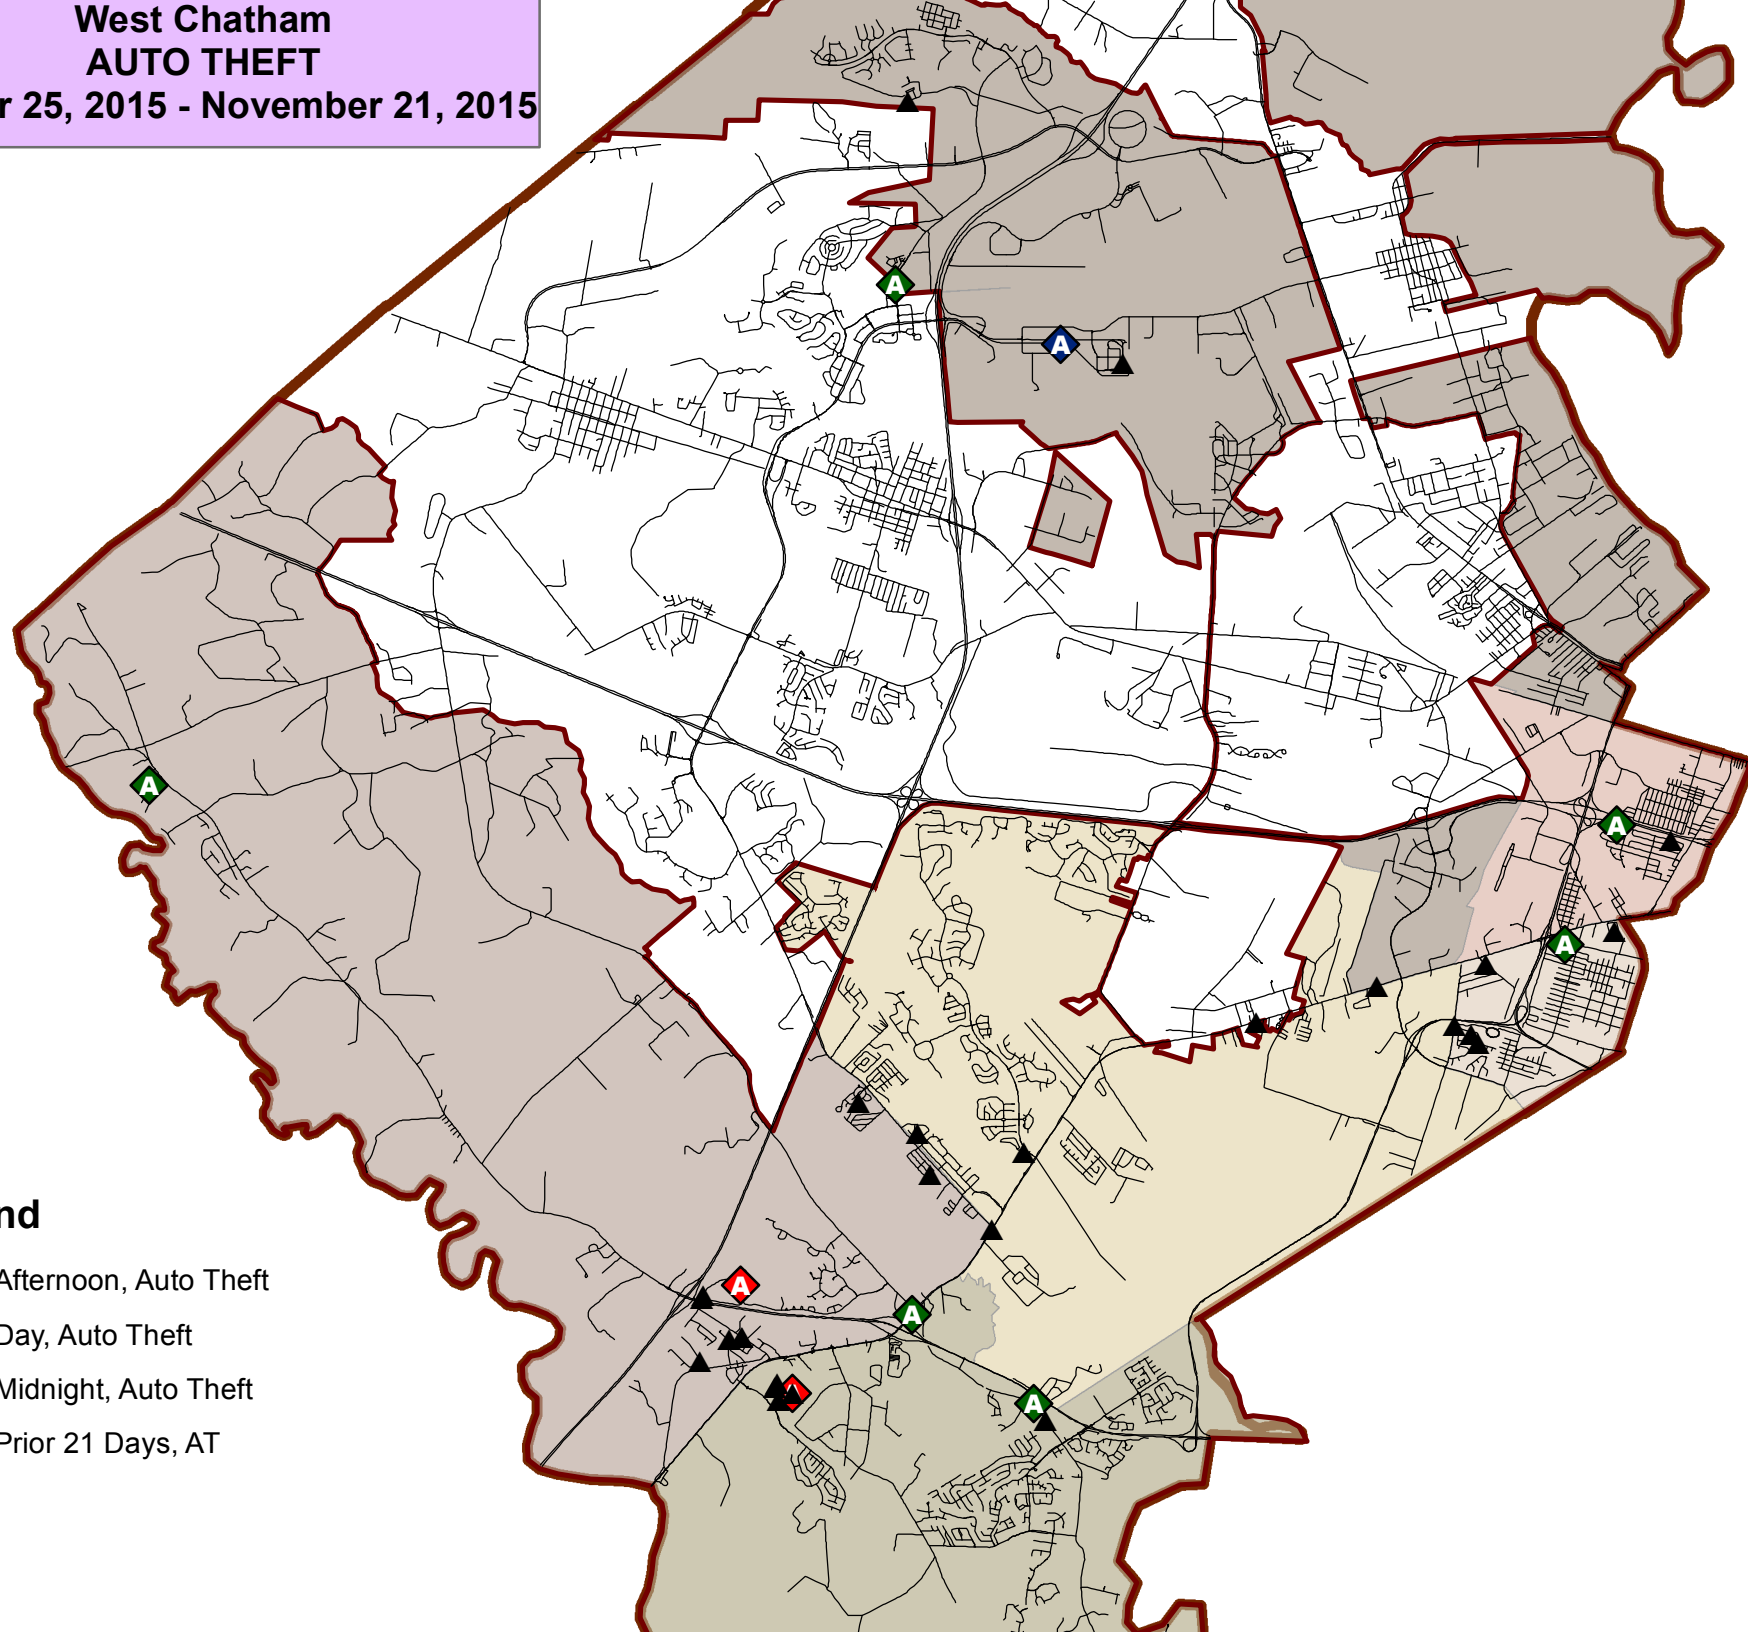 West Chatham
AUTO THEFT
r 25, 2015 - November 21, 2015
A
A
A
A
A
A
A
A
nd
Afternoon, Auto Theft
Day, Auto Theft
Midnight, Auto Theft
Prior 21 Days, AT